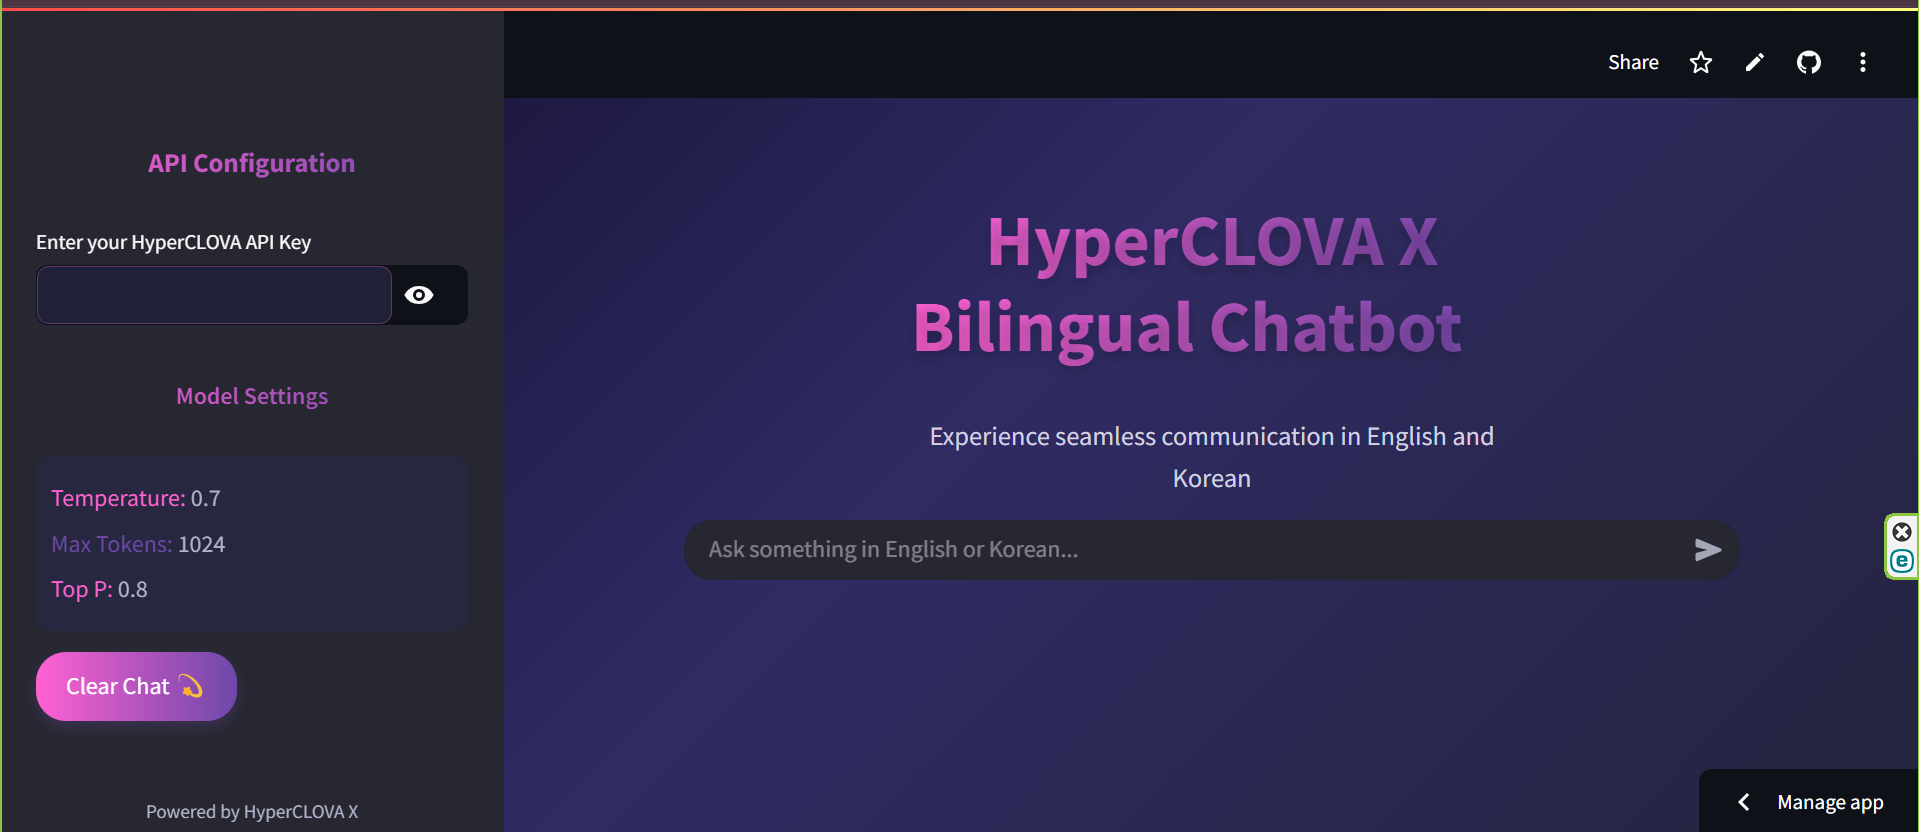 Share
API Configuration
Enter your HyperCLOVA API Key
Model Settings
Temperature: 0.7
Max Tokens: 1024
Top P: 0.8
Clear Chat 💫
Powered by HyperCLOVA X
HyperCLOVA X
Bilingual Chatbot
Experience seamless communication in English and
Korean
Ask something in English or Korean...
e
Manage app